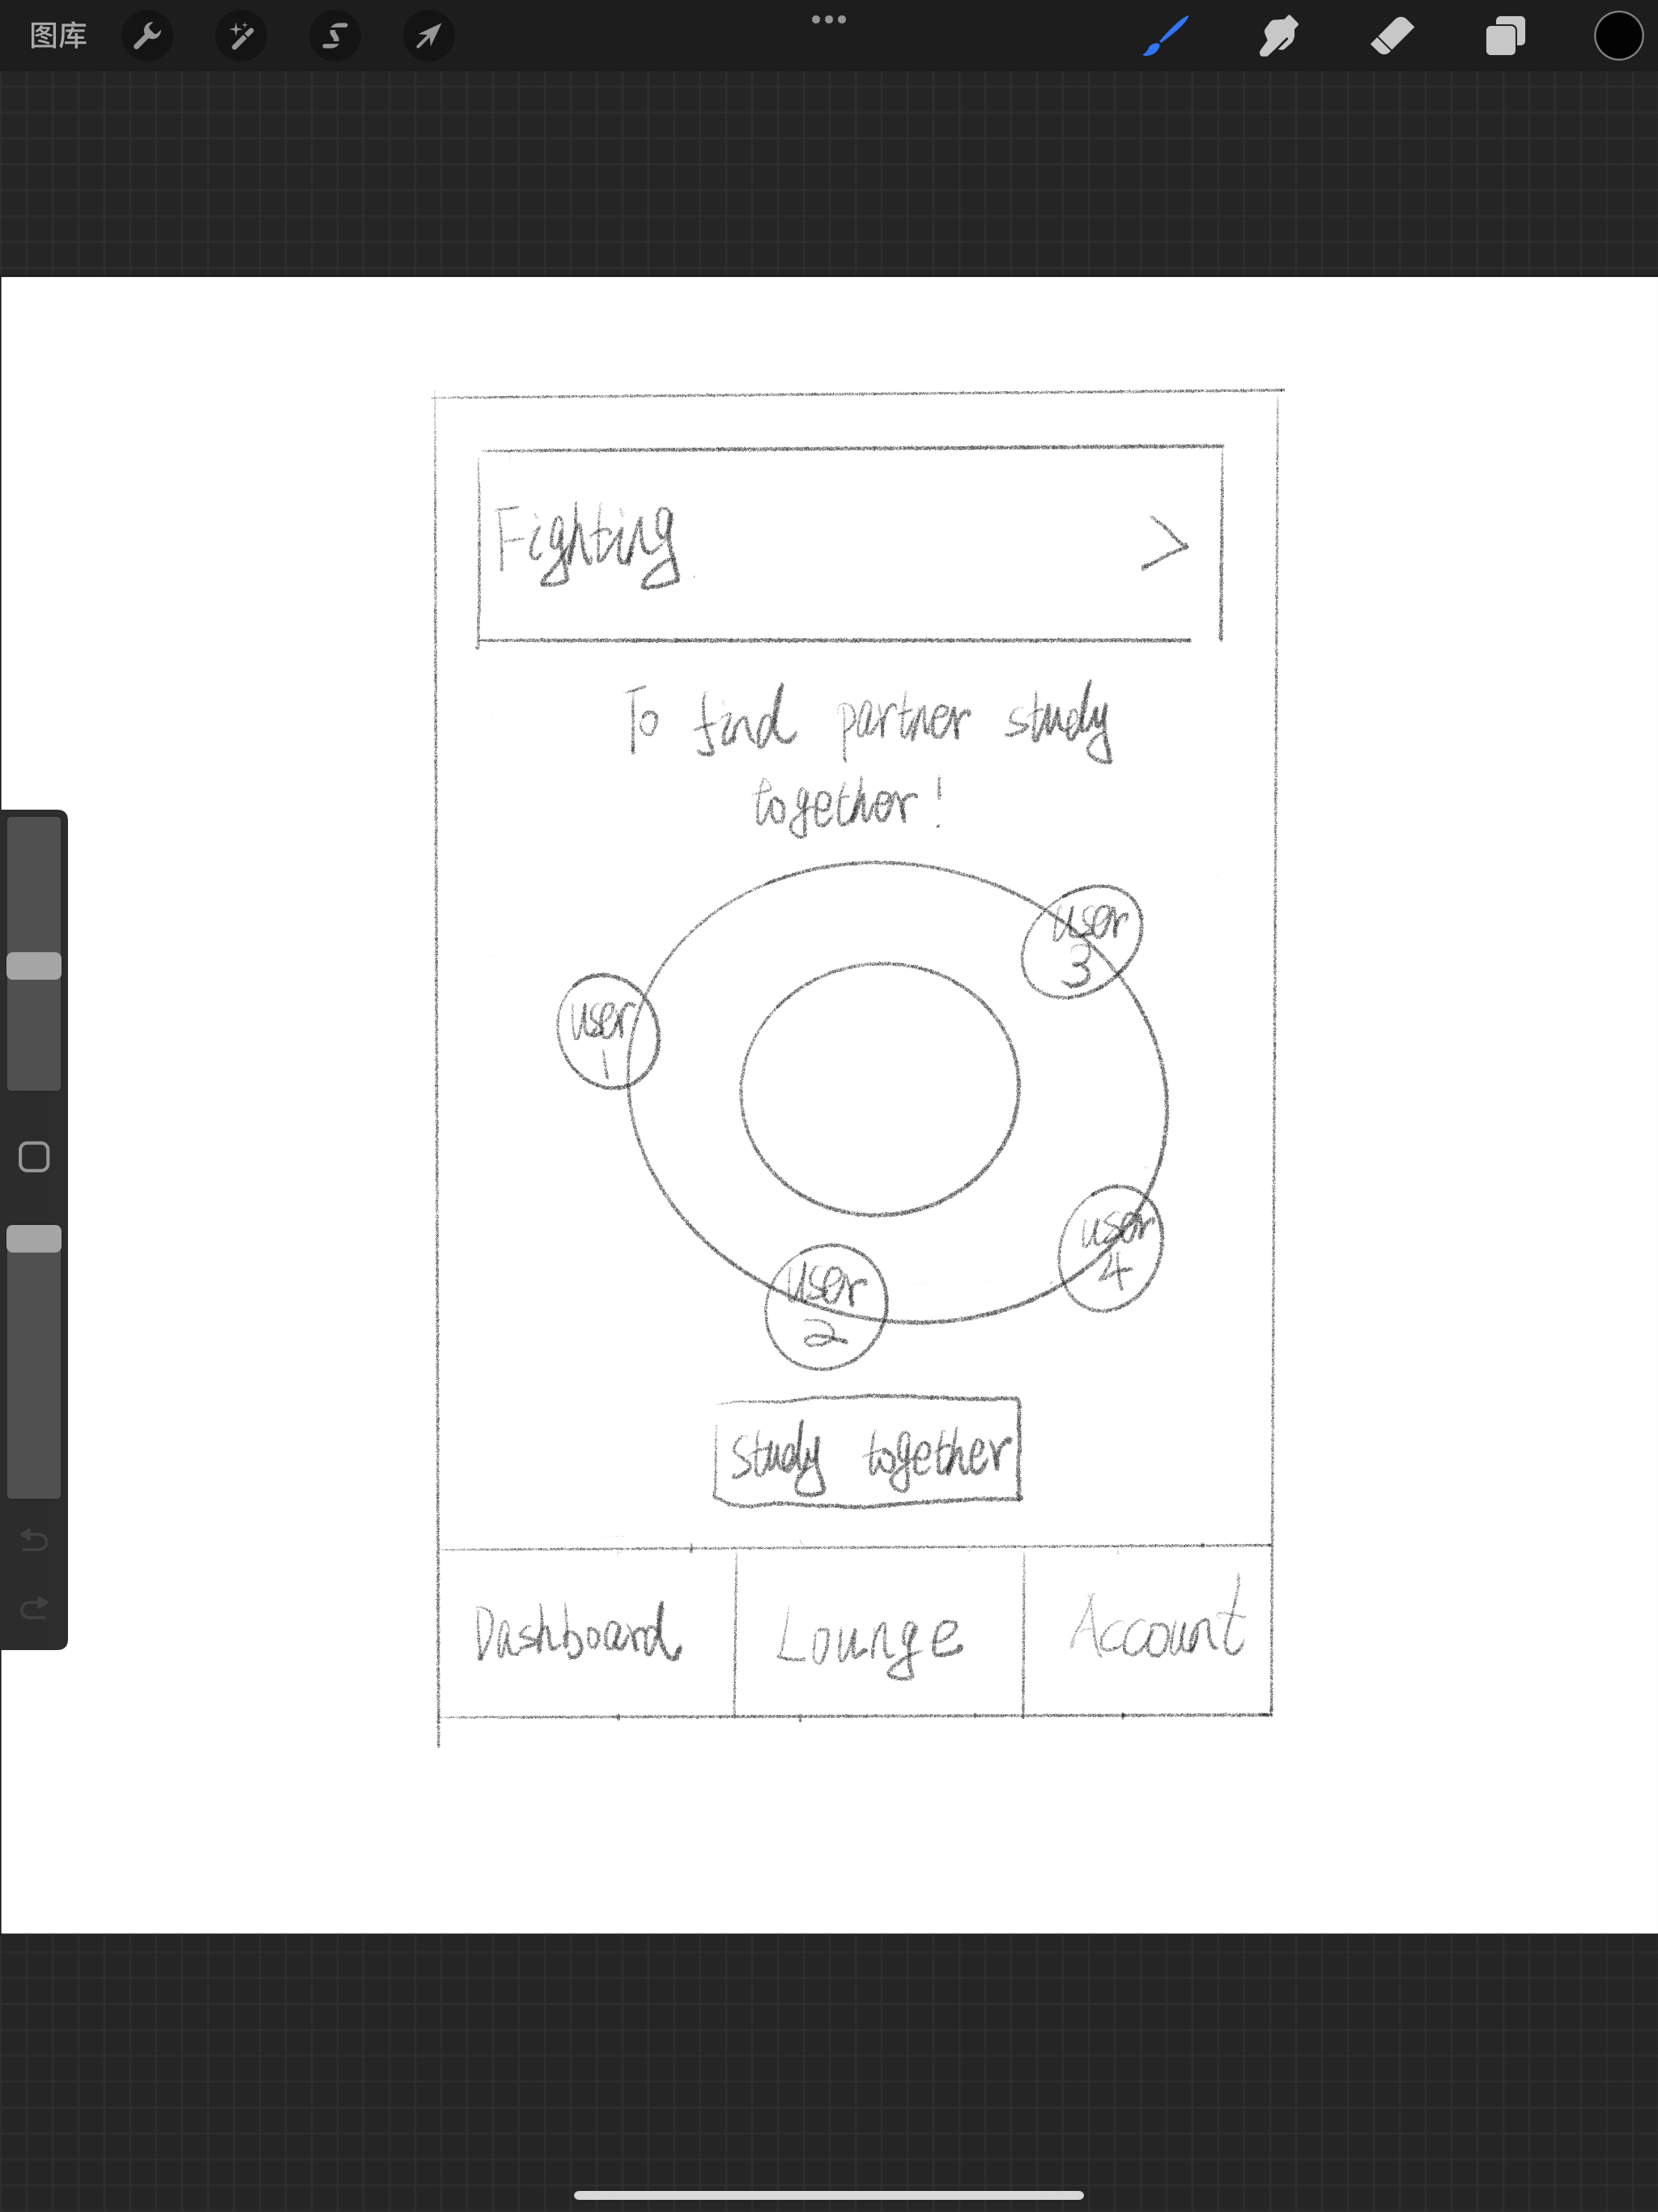 图库
Fighting
>
To find partner study
together!
user
3
user
1
user
4
user
2
study together
Dashboard
Lounge
Account